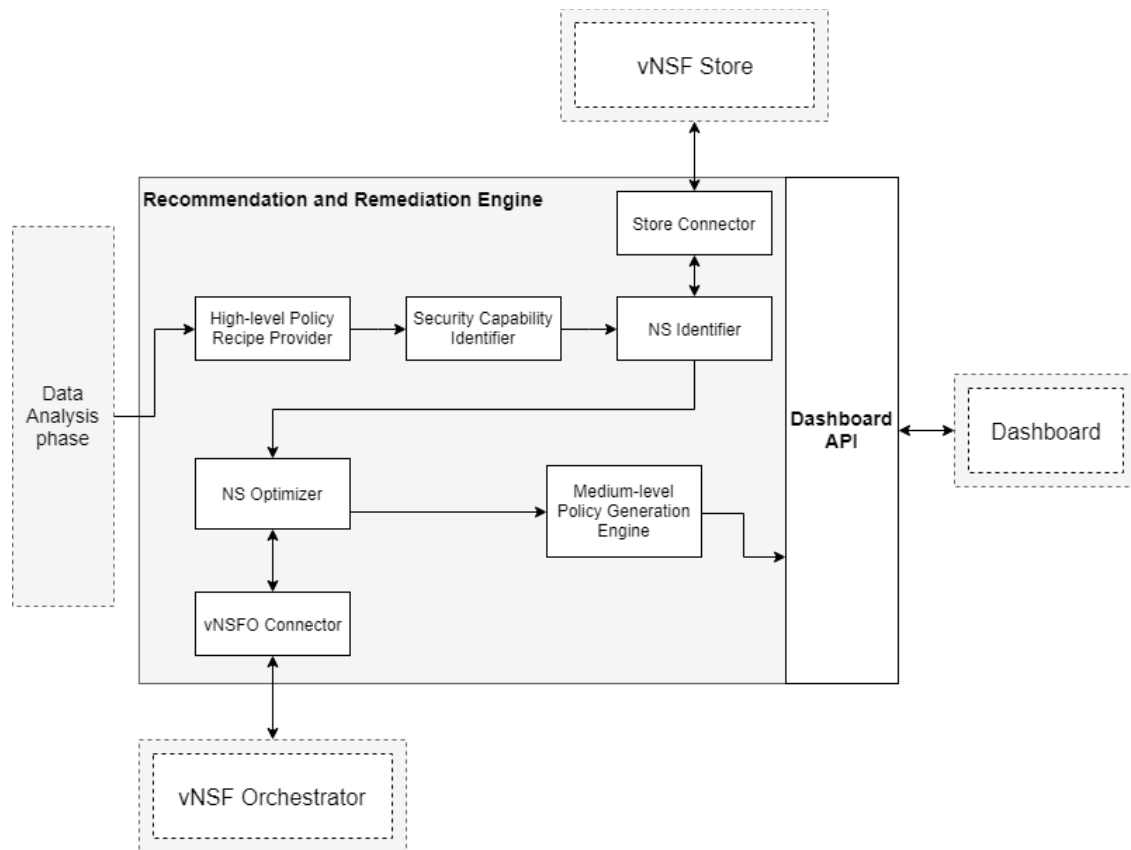 vNSF Store
Recommendation and Remediation Engine
Store Connector
High-level Policy
Recipe Provider
Security Capability
Identifier
NS Identifier
Data
Analysis
phase
Dashboard
API
Dashboard
NS Optimizer
Medium-level
Policy Generation
Engine
vNSFO Connector
vNSF Orchestrator